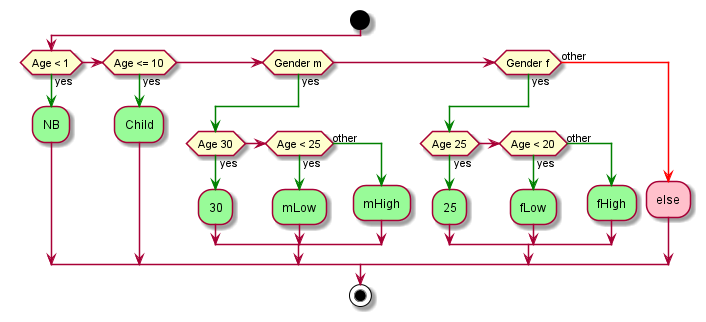 Age < 1
yes
NB
Age <= 10
yes
Child
Gender m
yes
Age 30
yes
30
Age < 25
yes
mLow
other
mHigh
Gender f
yes
Age 25
yes
25
Age < 20
yes
fLow
other
fHigh
other
else